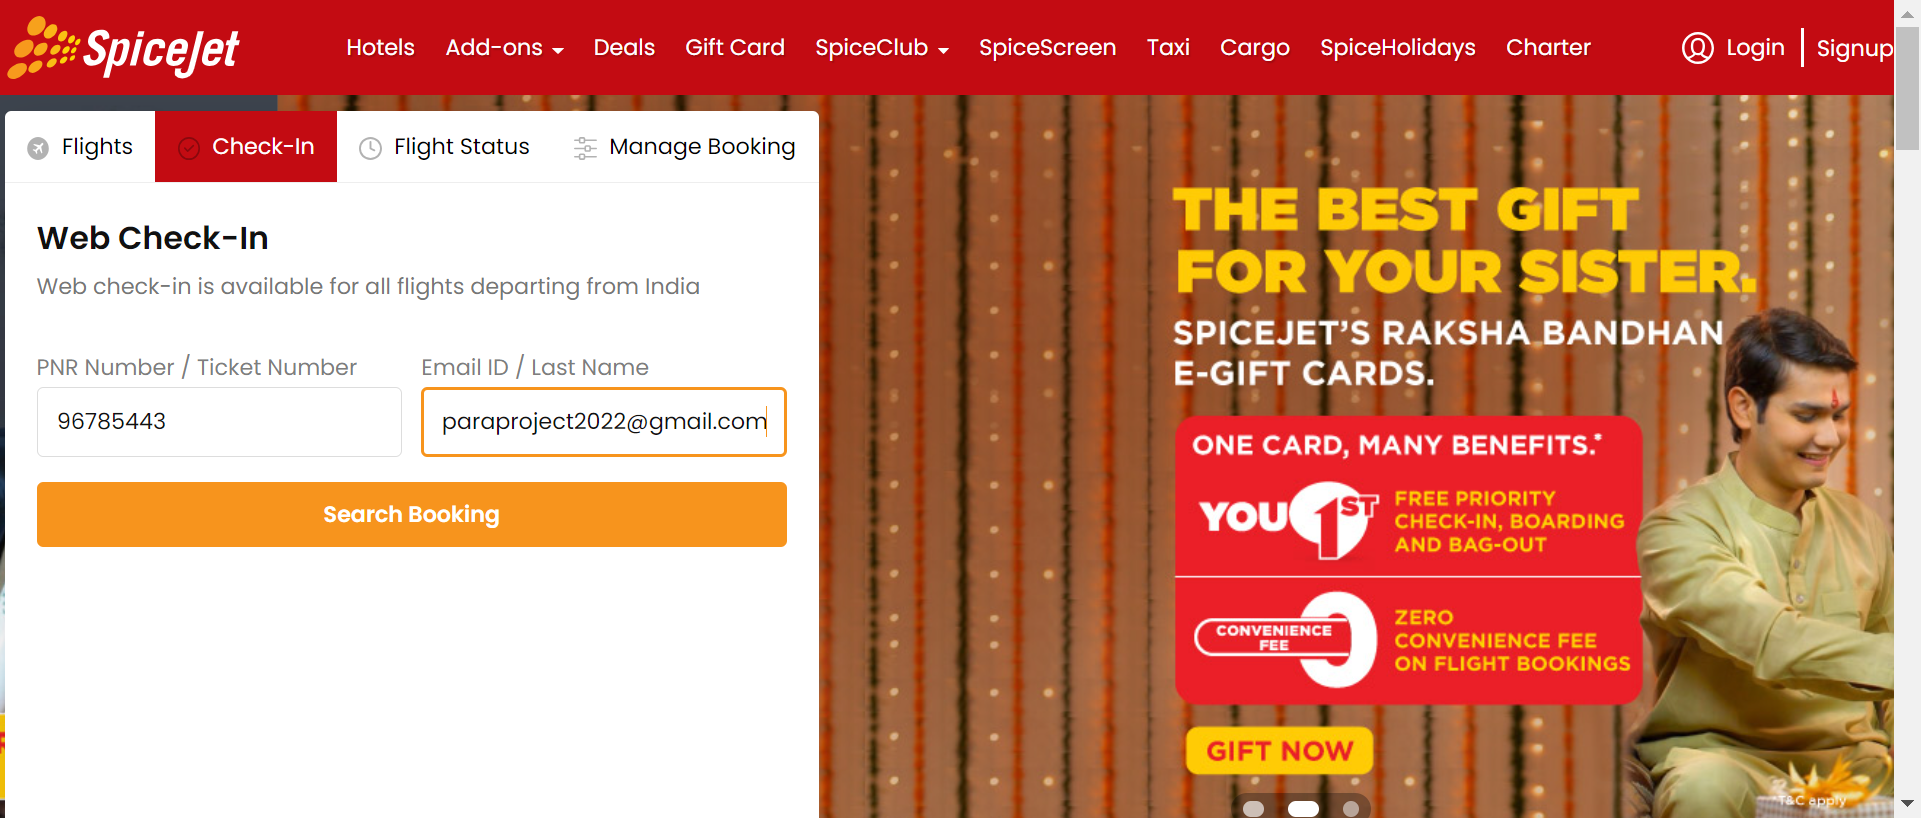 SpiceJet
Hotels
Add-ons
Deals
Gift Card
SpiceClub
SpiceScreen
Taxi
Cargo
SpiceHolidays
Charter
Login
Signup
Flights
Check-In
Flight Status
Manage Booking
Web Check-In
Web check-in is available for all flights departing from India
PNR Number / Ticket Number
Email ID / Last Name
96785443
paraproject2022@gmail.com
Search Booking
THE BEST GIFT
FOR YOUR SISTER.
SPICEJET'S RAKSHA BANDHAN
E-GIFT CARDS.
ONE CARD, MANY BENEFITS.*
YOU 1ST
FREE PRIORITY
CHECK-IN, BOARDING
AND BAG-OUT
CONVENIENCE
FEE
0
ZERO
CONVENIENCE FEE
ON FLIGHT BOOKINGS
GIFT NOW
*T&C apply